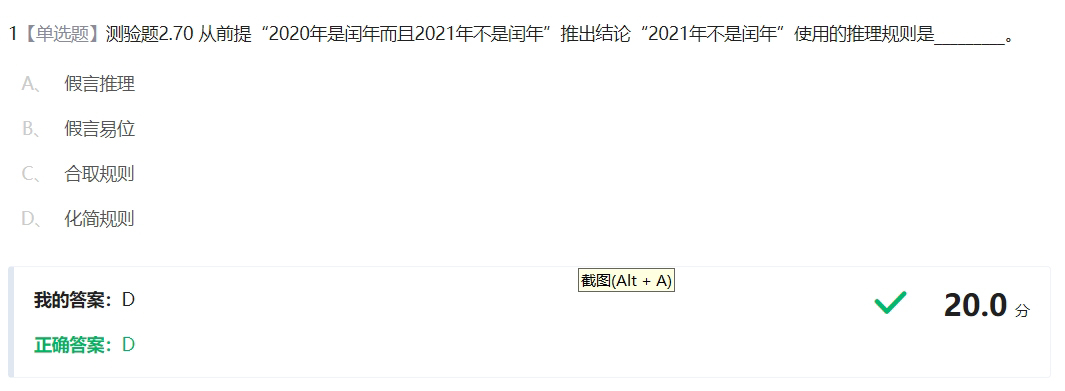 1【单选题】测验题2.70 从前提“2020年是闰年而且2021年不是闰年”推出结论“2021年不是闰年”使用的推理规则是________。
A、 假言推理
B、 假言易位
C、 合取规则
D、 化简规则
截图(Alt + A)
我的答案：D
20.0 分
正确答案：D